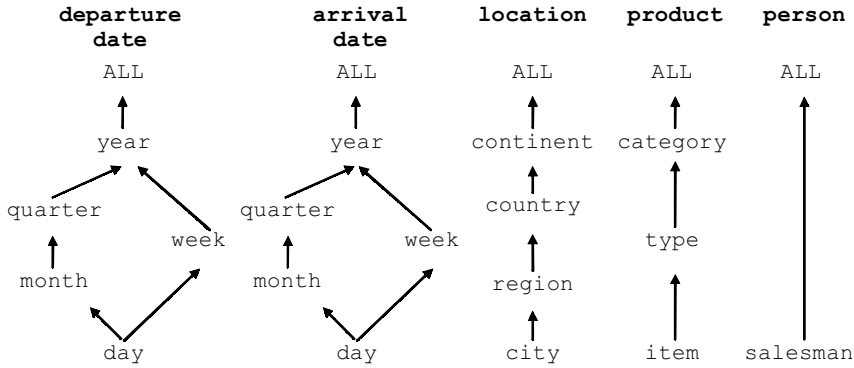 departure date
arrival date
location
product
person
ALL
ALL
ALL
ALL
ALL
year
year
continent
category
quarter
quarter
country
week
week
type
month
month
region
day
day
city
item
salesman